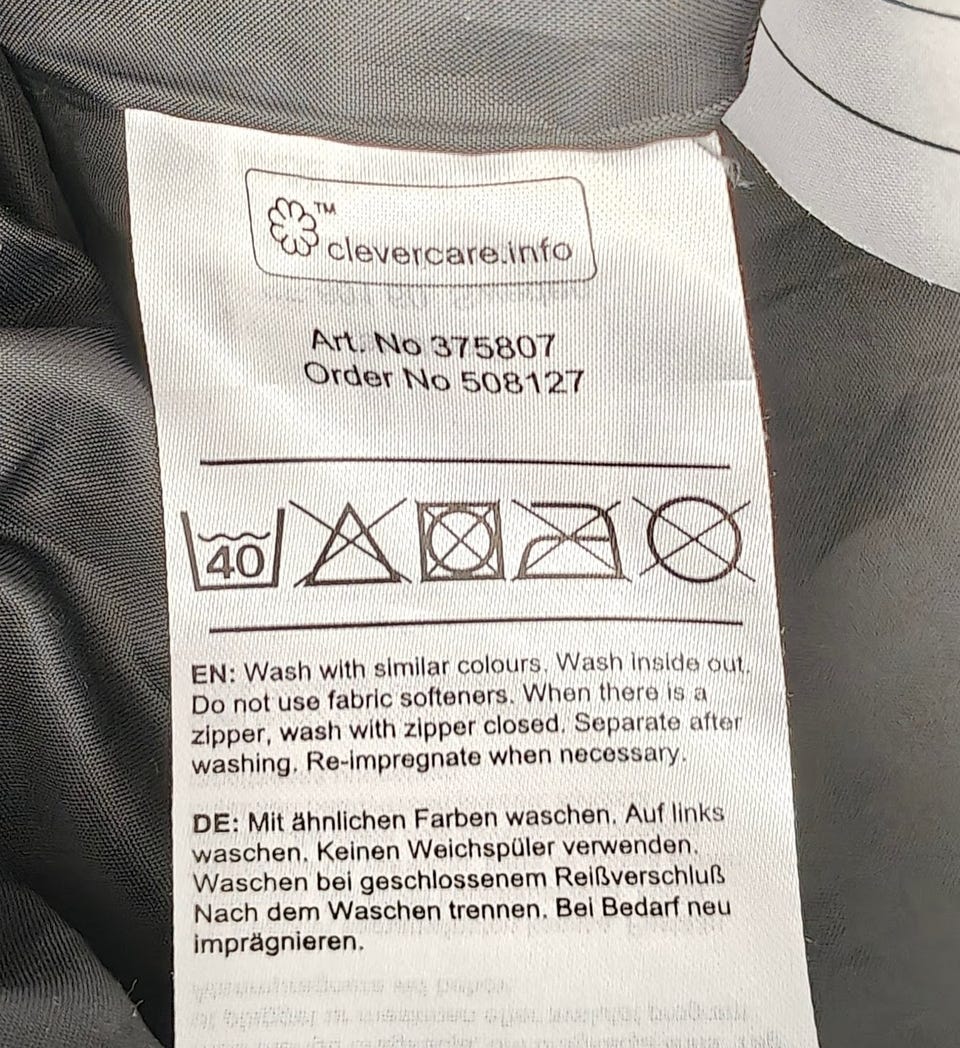 TM
clevercare.info
Art. No 375807
Order No 508127
40
EN: Wash with similar colours. Wash inside out.
Do not use fabric softeners. When there is a
zipper, wash with zipper closed. Separate after
washing. Re-impregnate when necessary.
DE: Mit ähnlichen Farben waschen. Auf links
waschen. Keinen Weichspüler verwenden.
Waschen bei geschlossenem Reißverschluß
Nach dem Waschen trennen. Bei Bedarf neu
imprägnieren.